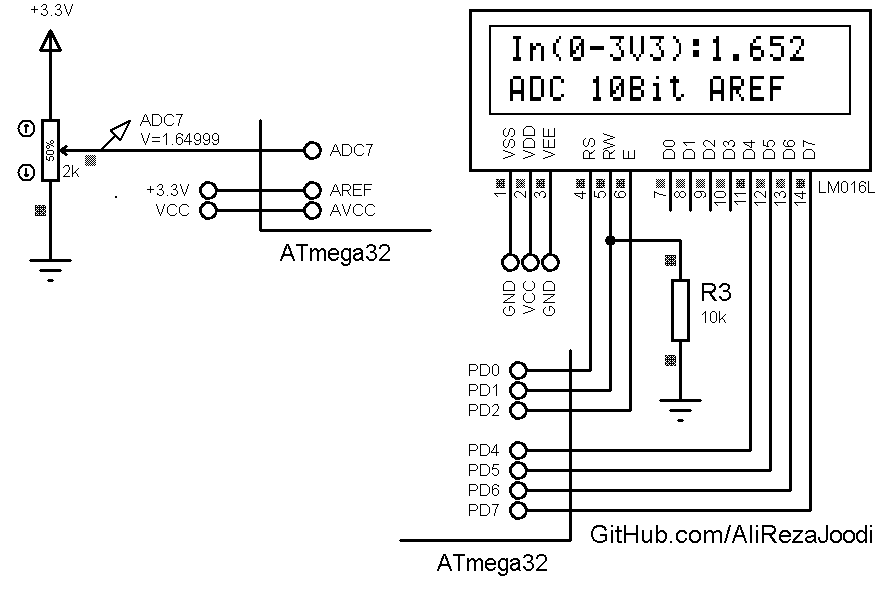 +3.3V
ADC7
V=1.64999
50%
2k
ADC7
+3.3V
AREF
VCC
AVCC
ATmega32
In(0-3V3):1.652
ADC 10Bit AREF
VSS
VDD
VEE
RS
RW
E
D0
D1
D2
D3
D4
D5
D6
D7
1
2
3
4
5
6
7
8
9
10
11
12
13
14
LM016L
GND
VCC
GND
R3
10k
PD0
PD1
PD2
PD4
PD5
PD6
PD7
GitHub.com/AliRezaJoodi
ATmega32